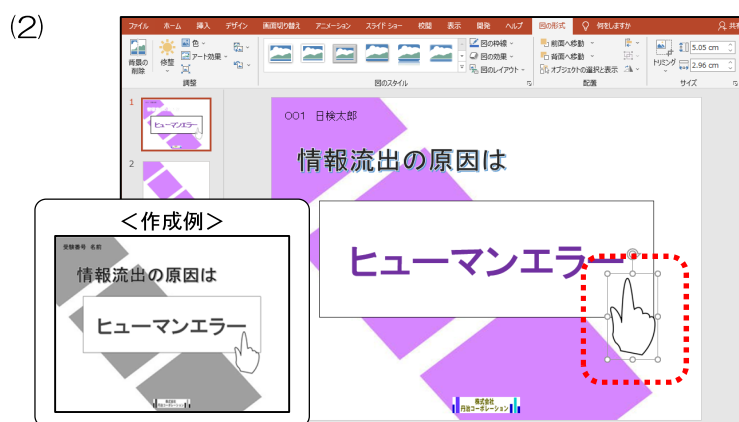 (2)
ファイル ホーム 挿入 デザイン 画面切り替え アニメーション スライド ショー 校閲 表示 開発 ヘルプ 図の形式 何をしますか 共有
背景の削除 修整 色 アート効果 図の枠線 図の効果 図のレイアウト 前面へ移動 背面へ移動 オブジェクトの選択と表示 トリミング 5.05 cm 2.96 cm
調整 図のスタイル 配置 サイズ
1
2
001 日検太郎
情報流出の原因は
ヒューマンエラー
株式会社
円治コーポレーション
＜作成例＞
受験番号 名前
情報流出の原因は
ヒューマンエラー